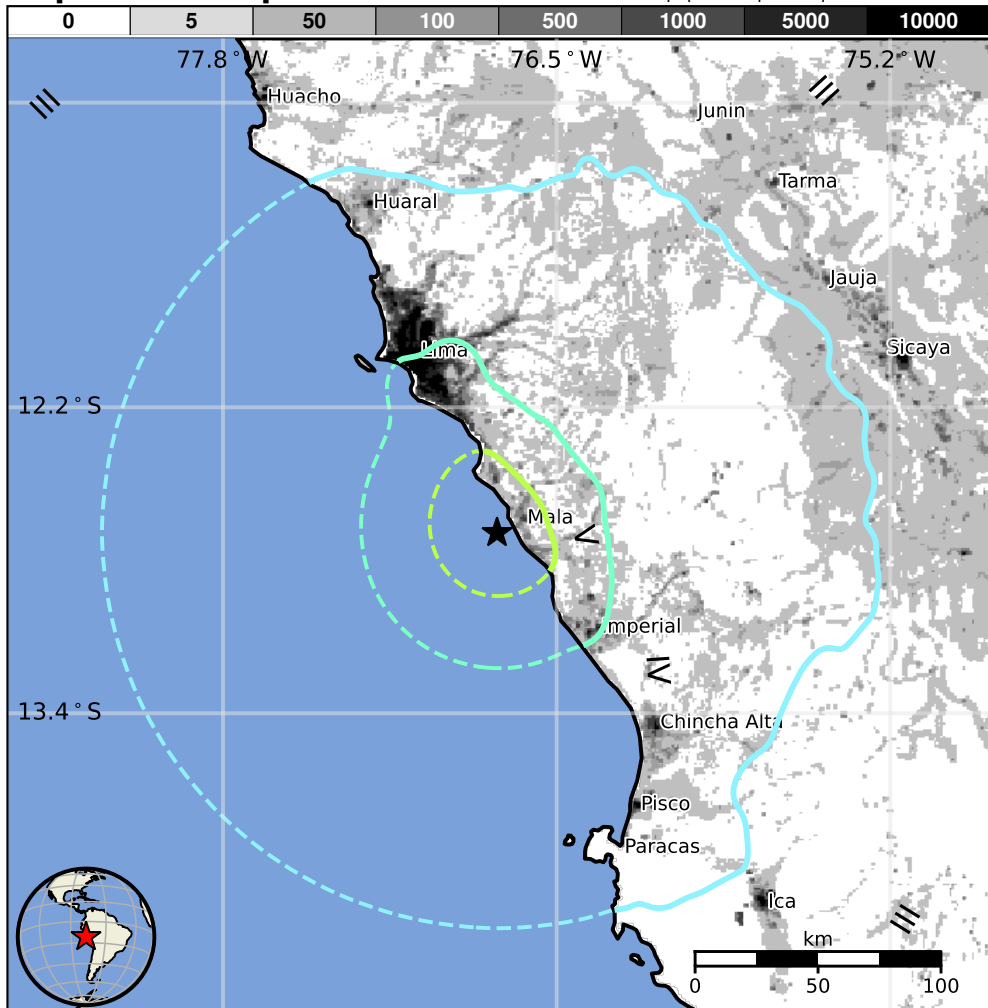 0 5 50 100 500 1000 5000 10000
77.8°W 76.5°W 75.2°W
Huacho
Junin
III
III
Tarma
Huaral
Jauja
Lima
Sicaya
12.2°S
Mala
V
Imperial
IV
13.4°S
Chincha Alta
Pisco
Paracas
Ica
III
km
0 50 100